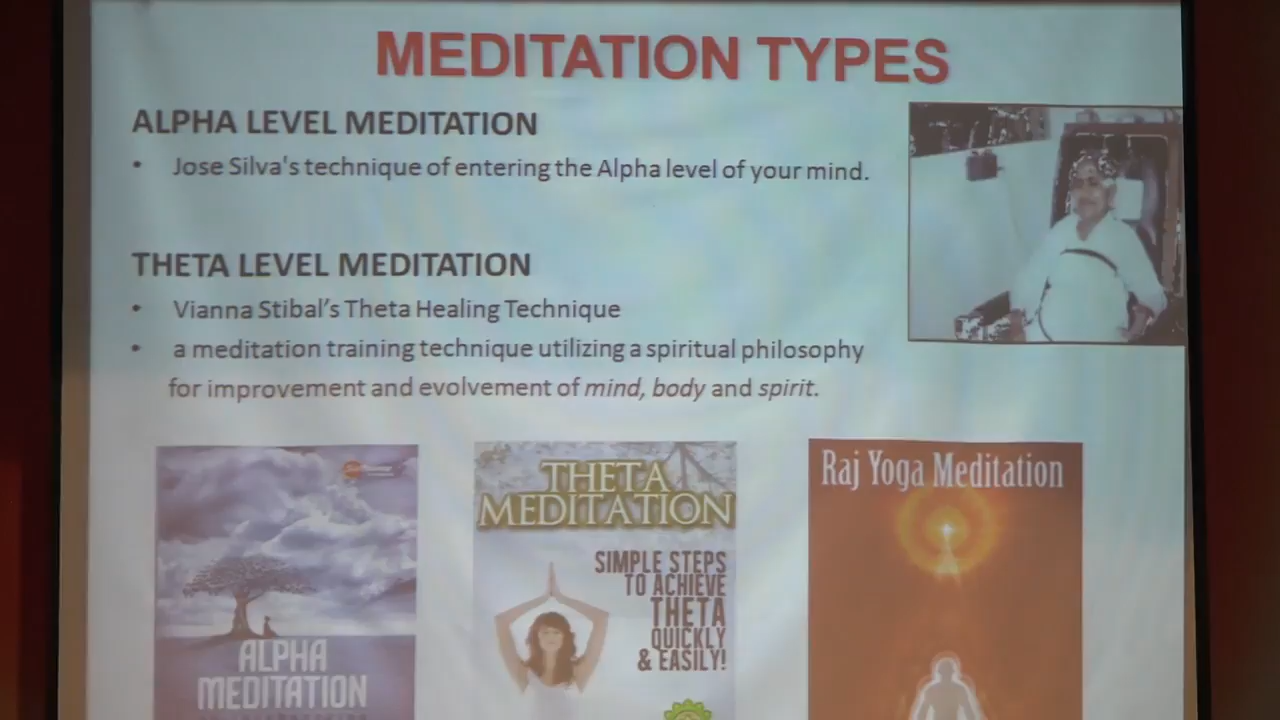 MEDITATION TYPES
ALPHA LEVEL MEDITATION
• Jose Silva's technique of entering the Alpha level of your mind.
THETA LEVEL MEDITATION
• Vianna Stibal's Theta Healing Technique
• a meditation training technique utilizing a spiritual philosophy
for improvement and evolvement of mind, body and spirit.
ALPHA
MEDITATION
THETA
MEDITATION
SIMPLE STEPS
TO ACHIEVE
THETA
QUICKLY
& EASILY!
Raj Yoga Meditation